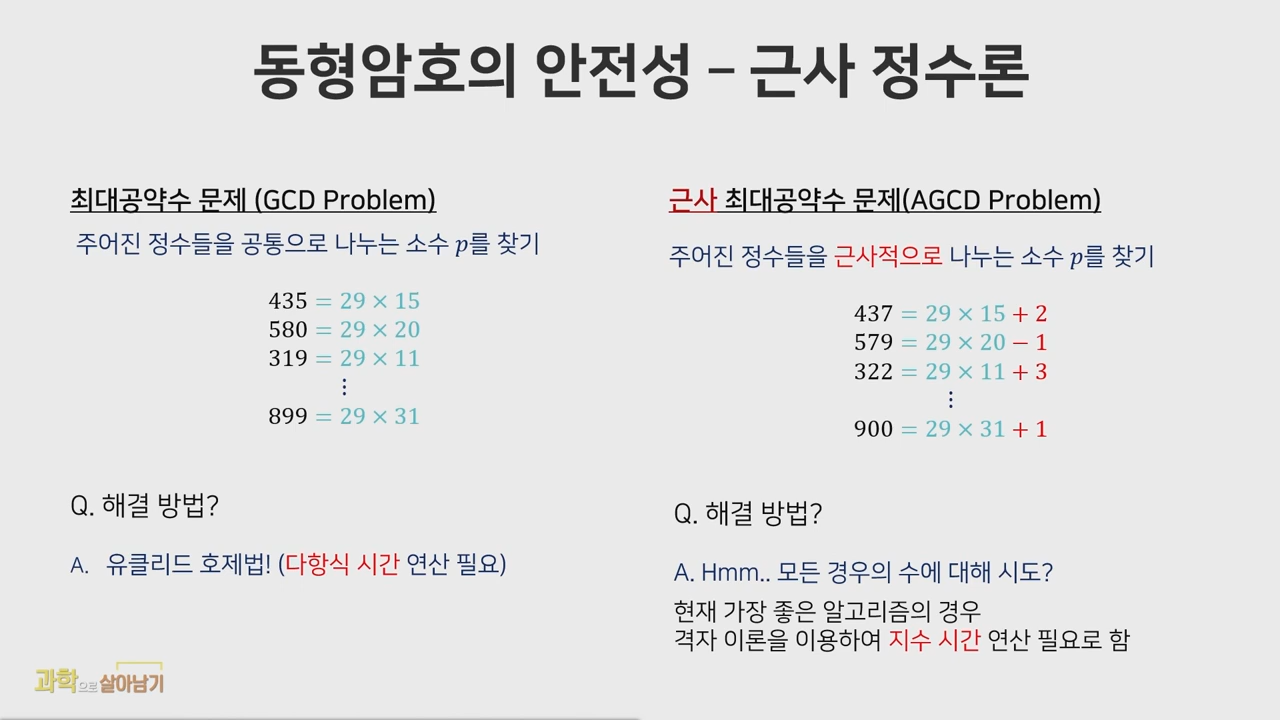 동형암호의 안전성 – 근사 정수론
최대공약수 문제 (GCD Problem)
주어진 정수들을 공통으로 나누는 소수 p를 찾기
435 = 29 × 15
580 = 29 × 20
319 = 29 × 11
⋮
899 = 29 × 31
Q. 해결 방법?
A. 유클리드 호제법! (다항식 시간 연산 필요)
근사 최대공약수 문제(AGCD Problem)
주어진 정수들을 근사적으로 나누는 소수 p를 찾기
437 = 29 × 15 + 2
579 = 29 × 20 − 1
322 = 29 × 11 + 3
⋮
900 = 29 × 31 + 1
Q. 해결 방법?
A. Hmm.. 모든 경우의 수에 대해 시도?
현재 가장 좋은 알고리즘의 경우
격자 이론을 이용하여 지수 시간 연산 필요로 함
과학으로 살아남기